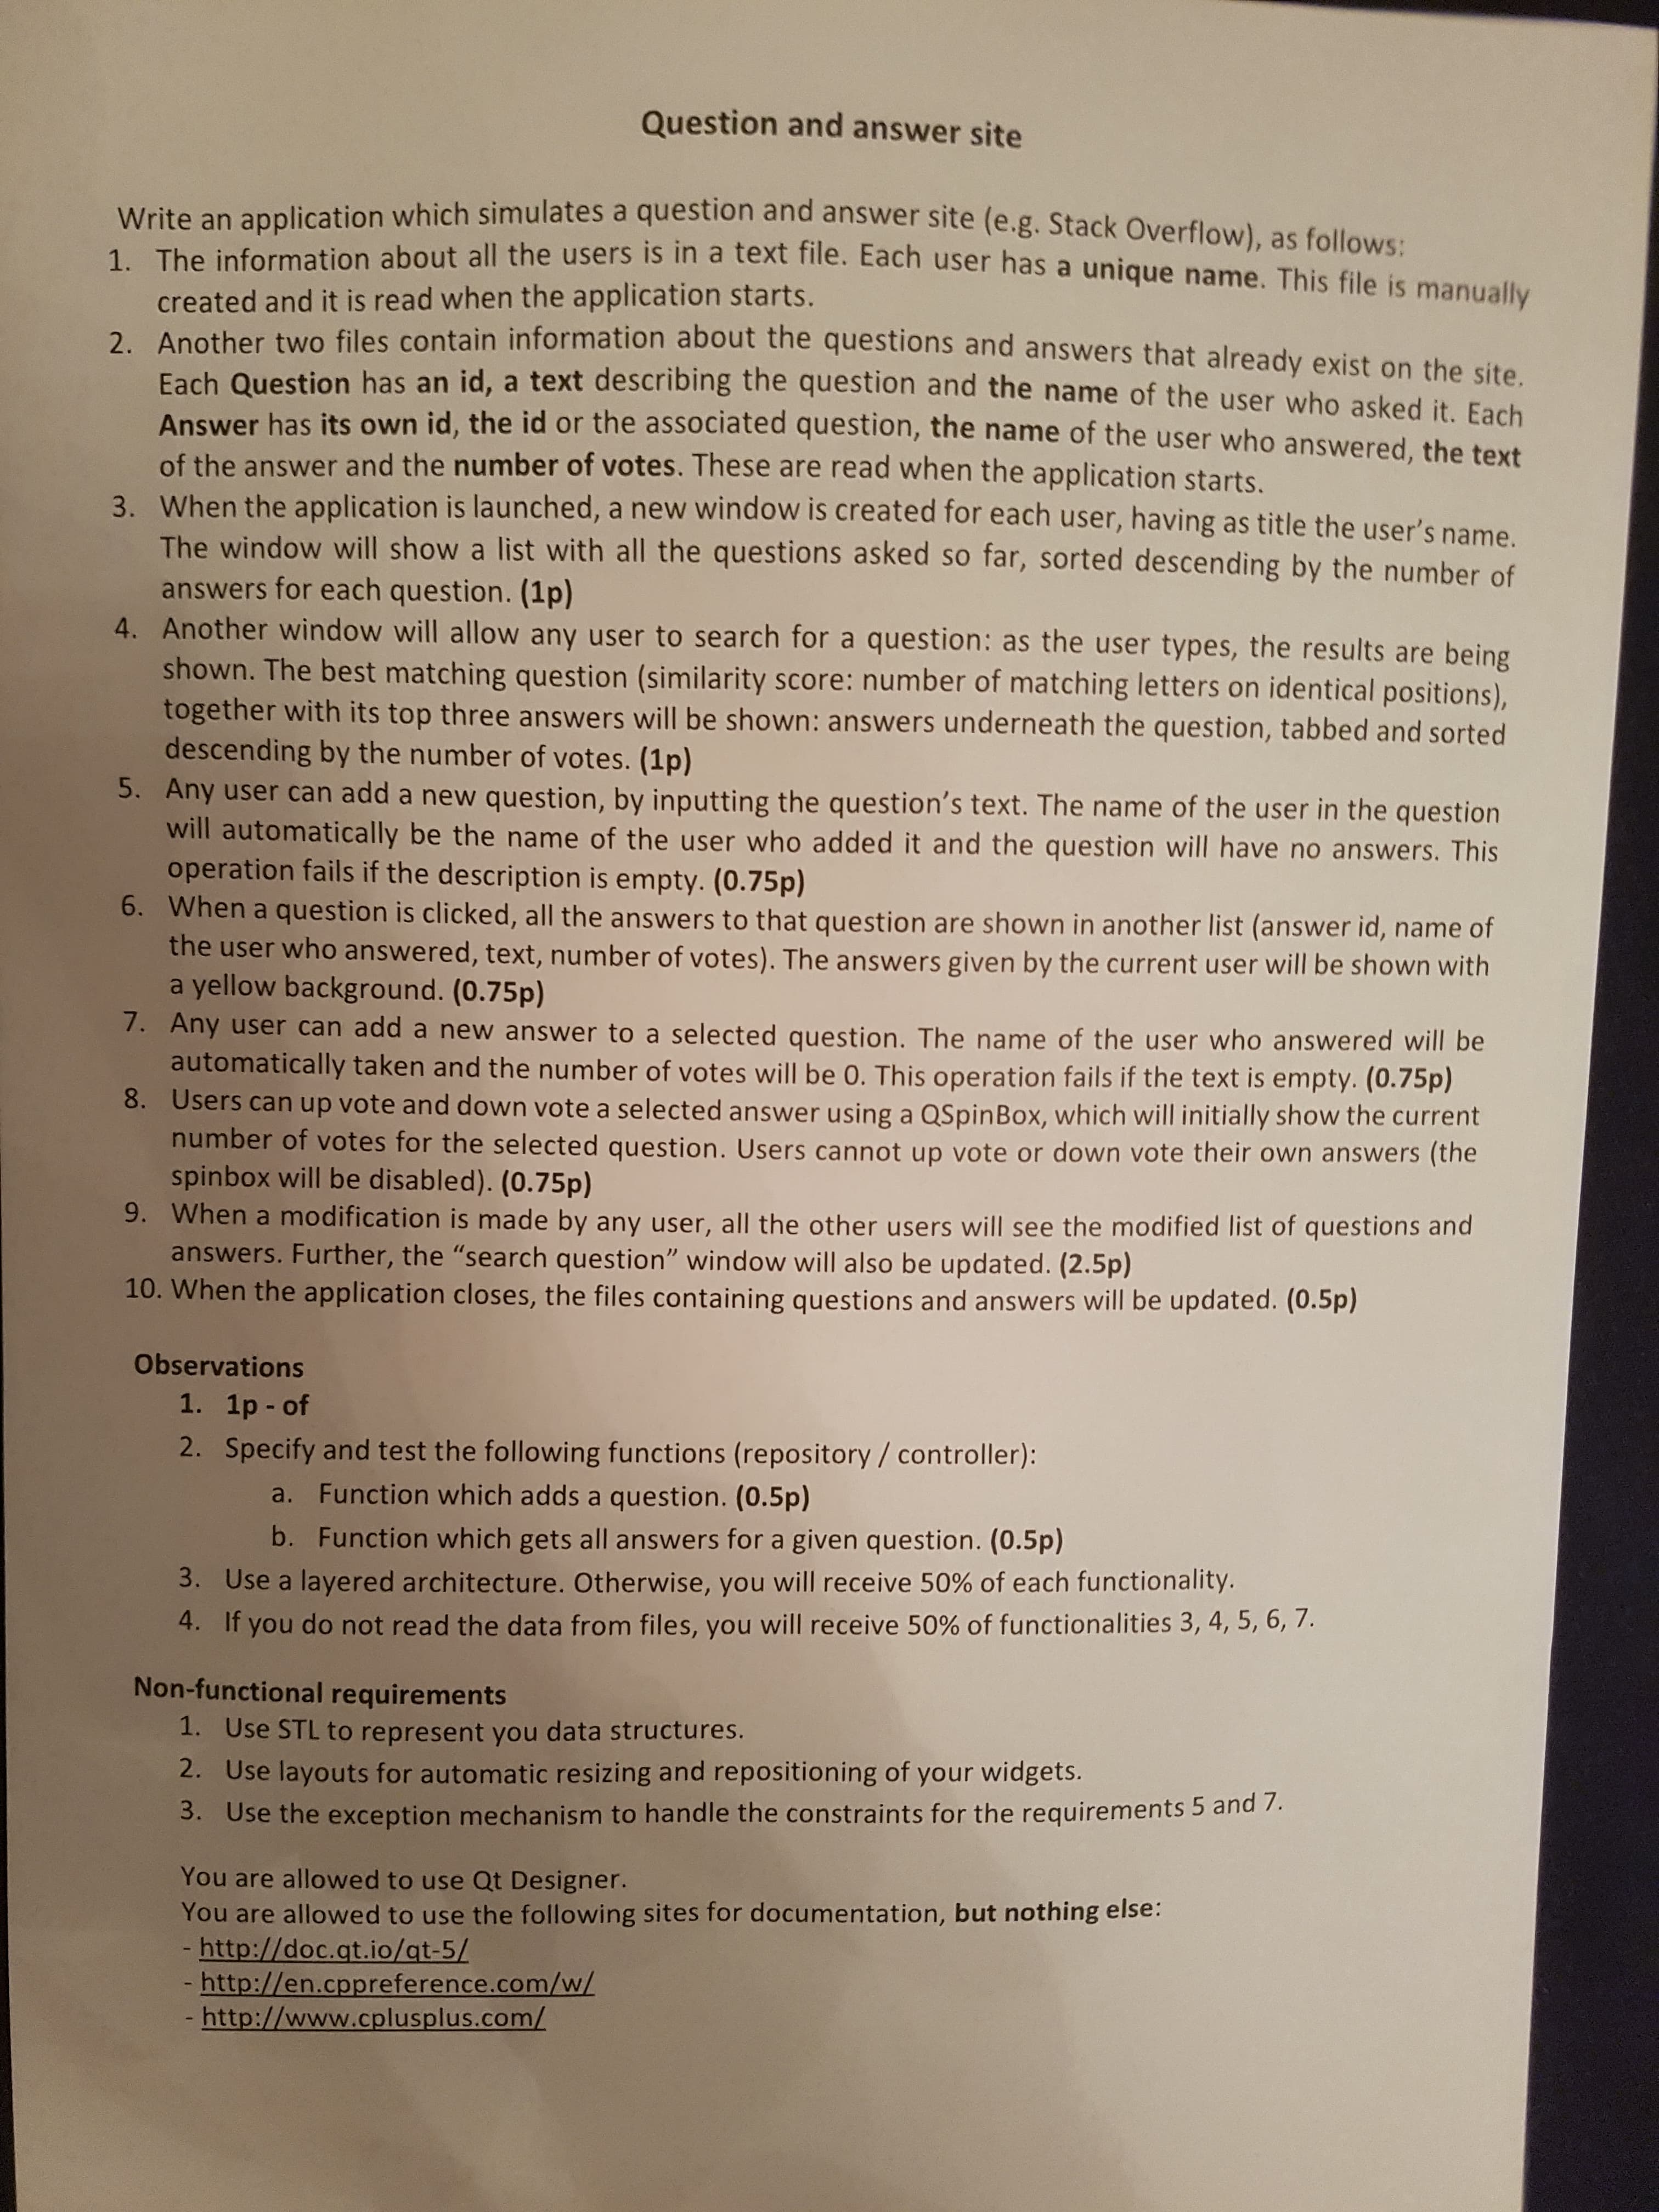 Question and answer site
Write an application which simulates a question and answer site (e.g. Stack Overflow), as follows:
1. The information about all the users is in a text file. Each user has a unique name. This file is manually
created and it is read when the application starts.
2. Another two files contain information about the questions and answers that already exist on the site.
Each Question has an id, a text describing the question and the name of the user who asked it. Each
Answer has its own id, the id or the associated question, the name of the user who answered, the text
of the answer and the number of votes. These are read when the application starts.
3. When the application is launched, a new window is created for each user, having as title the user's name.
The window will show a list with all the questions asked so far, sorted descending by the number of
answers for each question. (1p)
4. Another window will allow any user to search for a question: as the user types, the results are being
shown. The best matching question (similarity score: number of matching letters on identical positions),
together with its top three answers will be shown: answers underneath the question, tabbed and sorted
descending by the number of votes. (1p)
5. Any user can add a new question, by inputting the question's text. The name of the user in the question
will automatically be the name of the user who added it and the question will have no answers. This
operation fails if the description is empty. (0.75p)
6. When a question is clicked, all the answers to that question are shown in another list (answer id, name of
the user who answered, text, number of votes). The answers given by the current user will be shown with
a yellow background. (0.75p)
7. Any user can add a new answer to a selected question. The name of the user who answered will be
automatically taken and the number of votes will be 0. This operation fails if the text is empty. (0.75p)
8. Users can up vote and down vote a selected answer using a QSpinBox, which will initially show the current
number of votes for the selected question. Users cannot up vote or down vote their own answers (the
spinbox will be disabled). (0.75p)
9. When a modification is made by any user, all the other users will see the modified list of questions and
answers. Further, the "search question" window will also be updated. (2.5p)
10. When the application closes, the files containing questions and answers will be updated. (0.5p)
Observations
1. 1p - of
2. Specify and test the following functions (repository / controller):
a. Function which adds a question. (0.5p)
b. Function which gets all answers for a given question. (0.5p)
3. Use a layered architecture. Otherwise, you will receive 50% of each functionality.
4. If you do not read the data from files, you will receive 50% of functionalities 3, 4, 5, 6, 7.
Non-functional requirements
1. Use STL to represent you data structures.
2. Use layouts for automatic resizing and repositioning of your widgets.
3. Use the exception mechanism to handle the constraints for the requirements 5 and 7.
You are allowed to use Qt Designer.
You are allowed to use the following sites for documentation, but nothing else:
- http://doc.qt.io/qt-5/
- http://en.cppreference.com/w/
- http://www.cplusplus.com/